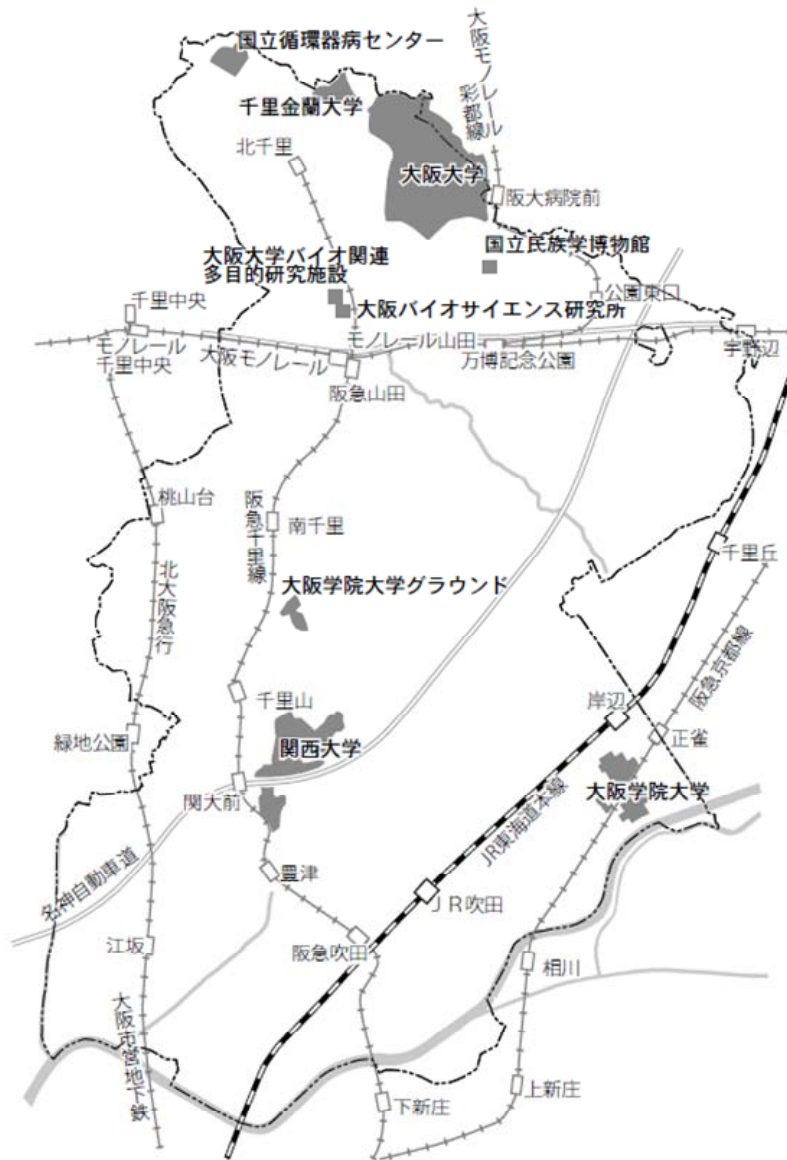 国立循環器病センター
大阪モノレール
彩都線
千里金蘭大学
北千里
大阪大学
阪大病院前
国立民族学博物館
大阪大学バイオ関連
多目的研究施設
公園東口
千里中央
大阪バイオサイエンス研究所
モノレール
千里中央
大阪モノレール
モノレール山田
万博記念公園
宇野辺
阪急山田
桃山台
阪急千里線
南千里
千里丘
北大阪急行
大阪学院大学グラウンド
阪急京都線
千里山
岸辺
緑地公園
関西大学
正雀
関大前
大阪学院大学
JR東海道本線
名神自動車道
豊津
JR吹田
江坂
阪急吹田
相川
大阪市営地下鉄
下新庄
上新庄